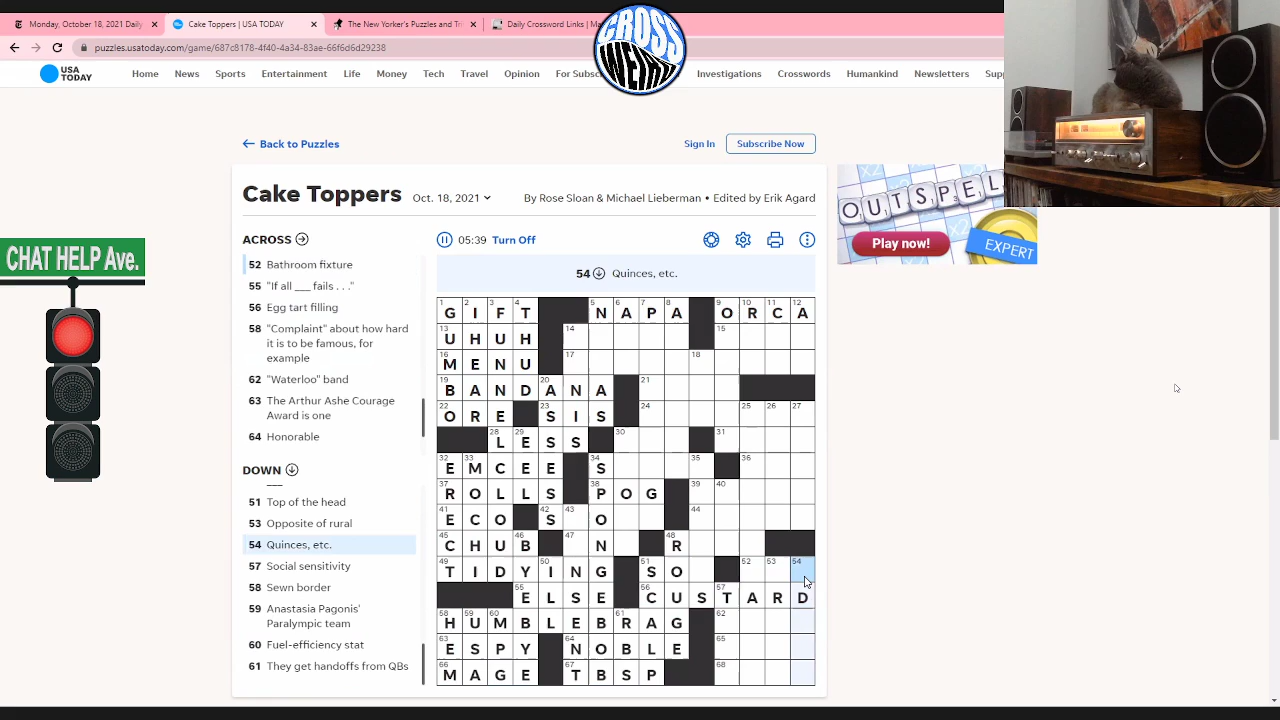 Monday, October 18, 2021 Daily
Cake Toppers | USA TODAY
The New Yorker's Puzzles and Tri
Daily Crossword Links | Ma
puzzles.usatoday.com/game/687c8178-4f40-4a34-83ae-66f6d6d29238
CROSS
WEIRD
USA
TODAY
Home
News
Sports
Entertainment
Life
Money
Tech
Travel
Opinion
For Subsc
Investigations
Crosswords
Humankind
Newsletters
Supp
Back to Puzzles
Sign In
Subscribe Now
Cake Toppers
Oct. 18, 2021
By Rose Sloan & Michael Lieberman • Edited by Erik Agard
OUTSPEL
Play now!
EXPERT
CHAT HELP Ave.
ACROSS
05:39 Turn Off
52 Bathroom fixture
55 "If all ___ fails . . ."
56 Egg tart filling
58 "Complaint" about how hard
it is to be famous, for
example
62 "Waterloo" band
63 The Arthur Ashe Courage
Award is one
64 Honorable
DOWN
___
51 Top of the head
53 Opposite of rural
54 Quinces, etc.
57 Social sensitivity
58 Sewn border
59 Anastasia Pagonis'
Paralympic team
60 Fuel-efficiency stat
61 They get handoffs from QBs
54 Quinces, etc.
G I F T N A P A O R C A
U H U H
M E N U
B A N D A N A
O R E S I S
L E S S
E M C E E S
R O L L S P O G
E C O S O
C H U B N R
T I D Y I N G S O
E L S E C U S T A R D
H U M B L E B R A G
E S P Y N O B L E
M A G E T B S P